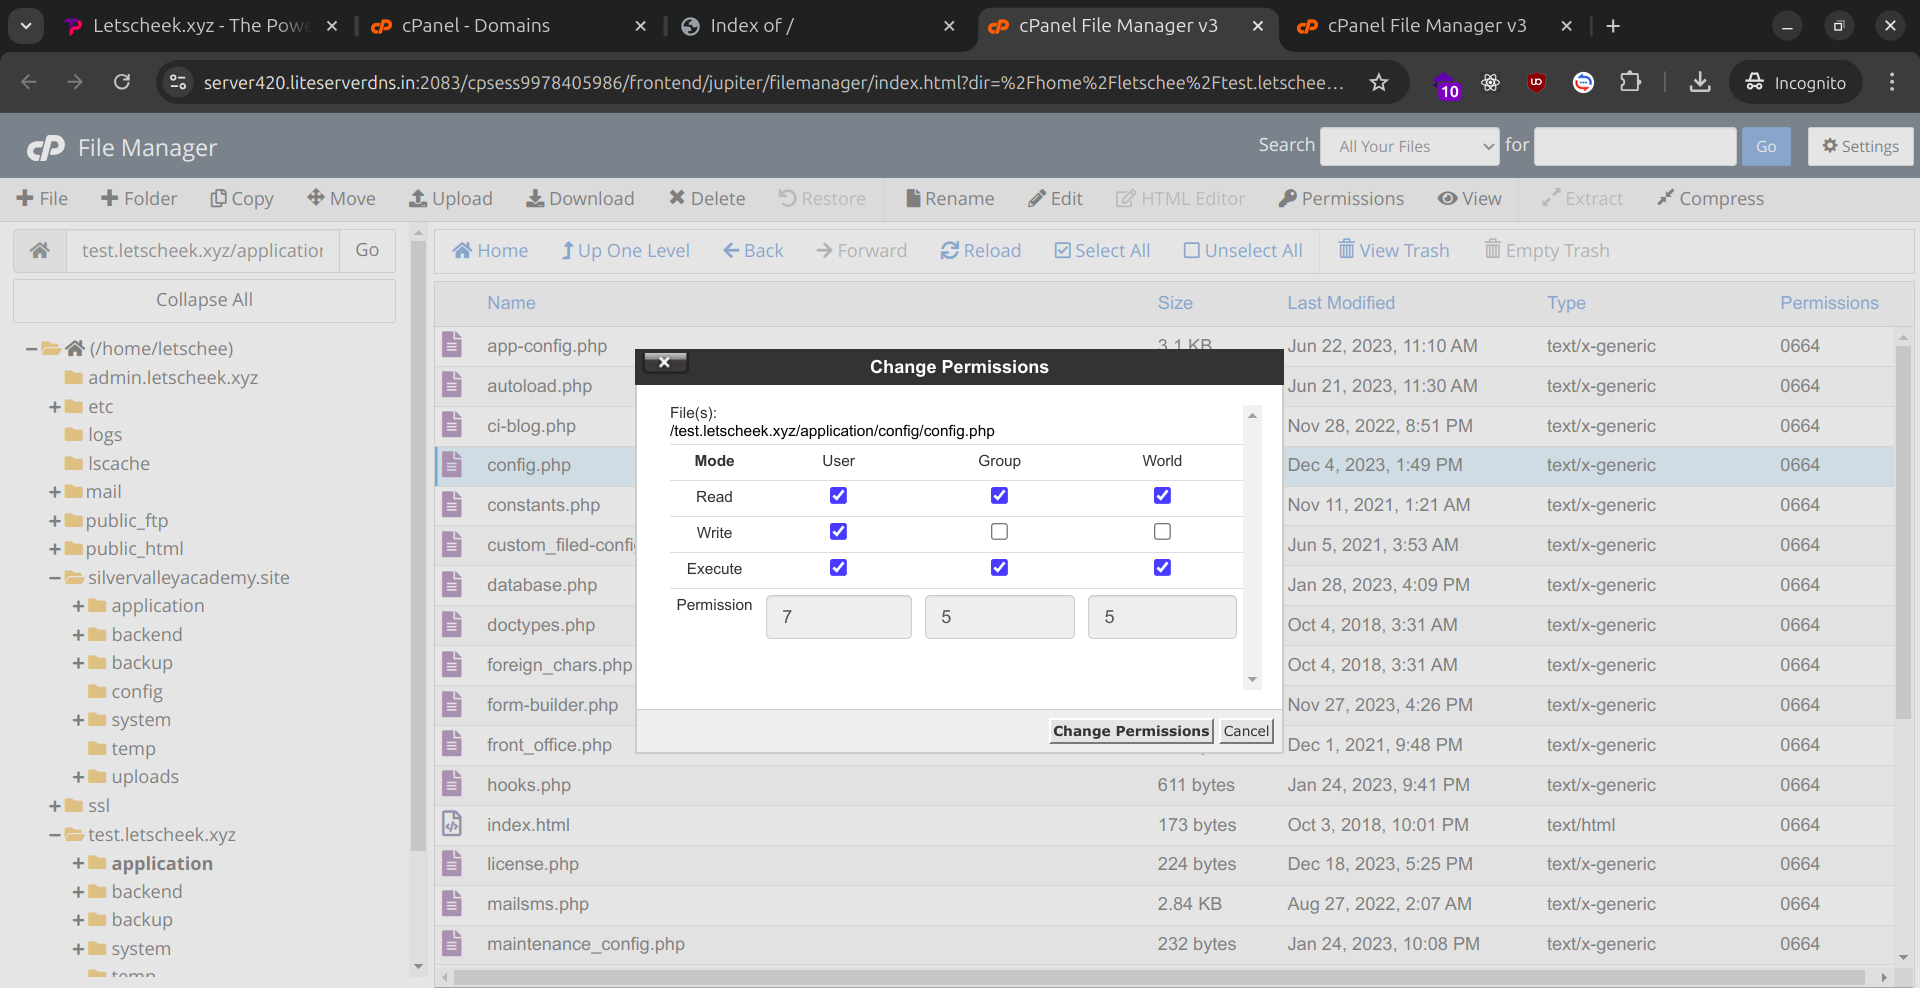 Letscheek.xyz - The Powe
cPanel - Domains
Index of /
cPanel File Manager v3
cPanel File Manager v3
server420.liteserverdns.in:2083/cpsess9978405986/frontend/jupiter/filemanager/index.html?dir=%2Fhome%2Fletschee%2Ftest.letschee...
10
Incognito
cP File Manager
Search All Your Files for Go Settings
File Folder Copy Move Upload Download Delete Restore Rename Edit HTML Editor Permissions View Extract Compress
test.letscheek.xyz/application Go
Collapse All
(/home/letschee)
admin.letscheek.xyz
etc
logs
lscache
mail
public_ftp
public_html
silvervalleyacademy.site
application
backend
backup
config
system
temp
uploads
ssl
test.letscheek.xyz
application
backend
backup
system
temp
Home Up One Level Back Forward Reload Select All Unselect All View Trash Empty Trash
Name Size Last Modified Type Permissions
app-config.php 3.1 KB Jun 22, 2023, 11:10 AM text/x-generic 0664
autoload.php Jun 21, 2023, 11:30 AM text/x-generic 0664
ci-blog.php Nov 28, 2022, 8:51 PM text/x-generic 0664
config.php Dec 4, 2023, 1:49 PM text/x-generic 0664
constants.php Nov 11, 2021, 1:21 AM text/x-generic 0664
custom_filed-confi Jun 5, 2021, 3:53 AM text/x-generic 0664
database.php Jan 28, 2023, 4:09 PM text/x-generic 0664
doctypes.php Oct 4, 2018, 3:31 AM text/x-generic 0664
foreign_chars.php Oct 4, 2018, 3:31 AM text/x-generic 0664
form-builder.php Nov 27, 2023, 4:26 PM text/x-generic 0664
front_office.php Dec 1, 2021, 9:48 PM text/x-generic 0664
hooks.php 611 bytes Jan 24, 2023, 9:41 PM text/x-generic 0664
index.html 173 bytes Oct 3, 2018, 10:01 PM text/html 0664
license.php 224 bytes Dec 18, 2023, 5:25 PM text/x-generic 0664
mailsms.php 2.84 KB Aug 27, 2022, 2:07 AM text/x-generic 0664
maintenance_config.php 232 bytes Jan 24, 2023, 10:08 PM text/x-generic 0664
Change Permissions
File(s):
/test.letscheek.xyz/application/config/config.php
Mode User Group World
Read
Write
Execute
Permission 7 5 5
Change Permissions Cancel